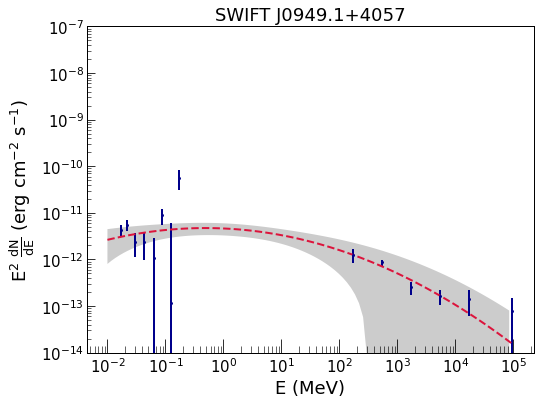 SWIFT J0949.1+4057
E² dN/dE (erg cm⁻² s⁻¹)
10⁻⁷
10⁻⁸
10⁻⁹
10⁻¹⁰
10⁻¹¹
10⁻¹²
10⁻¹³
10⁻¹⁴
10⁻² 10⁻¹ 10⁰ 10¹ 10² 10³ 10⁴ 10⁵
E (MeV)